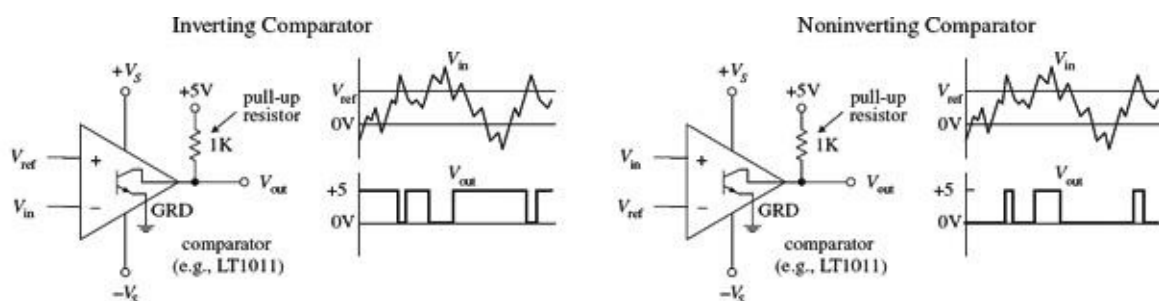 Inverting Comparator
+V_S
+5V
pull-up
resistor
1K
V_ref
+
V_in
−
V_out
GRD
comparator
(e.g., LT1011)
−V_S
V_in
V_ref
0V
V_out
+5
0V
Noninverting Comparator
+V_S
+5V
pull-up
resistor
1K
V_in
+
V_ref
−
V_out
GRD
comparator
(e.g., LT1011)
−V_S
V_in
V_ref
0V
V_out
+5
0V